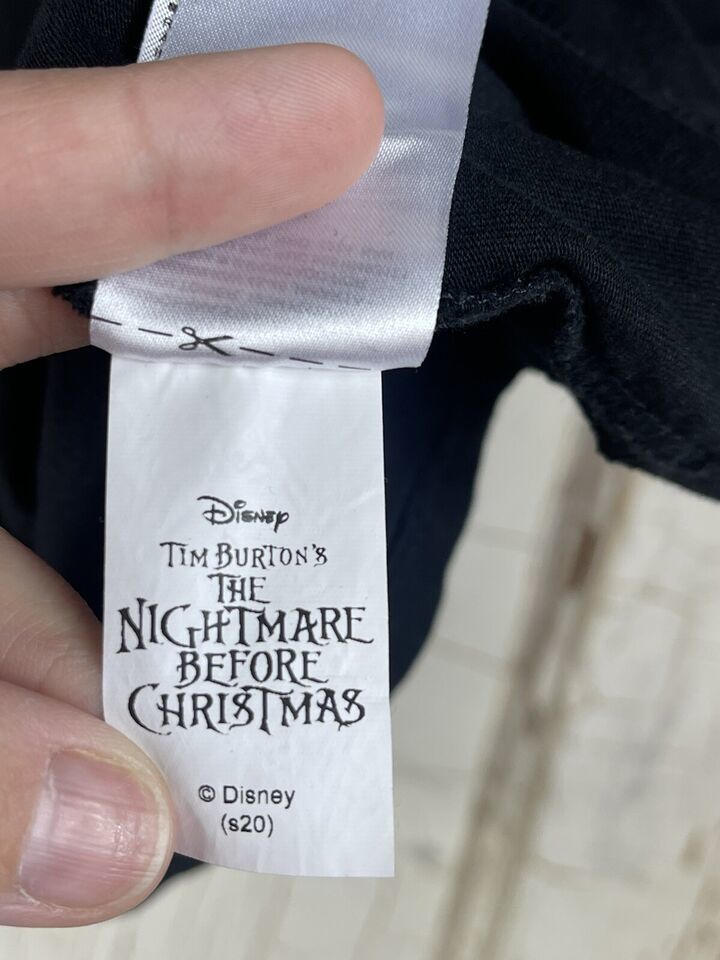 Disney
TIM BURTON'S
THE
NIGHTMARE
BEFORE
CHRISTMAS
© Disney
(s20)